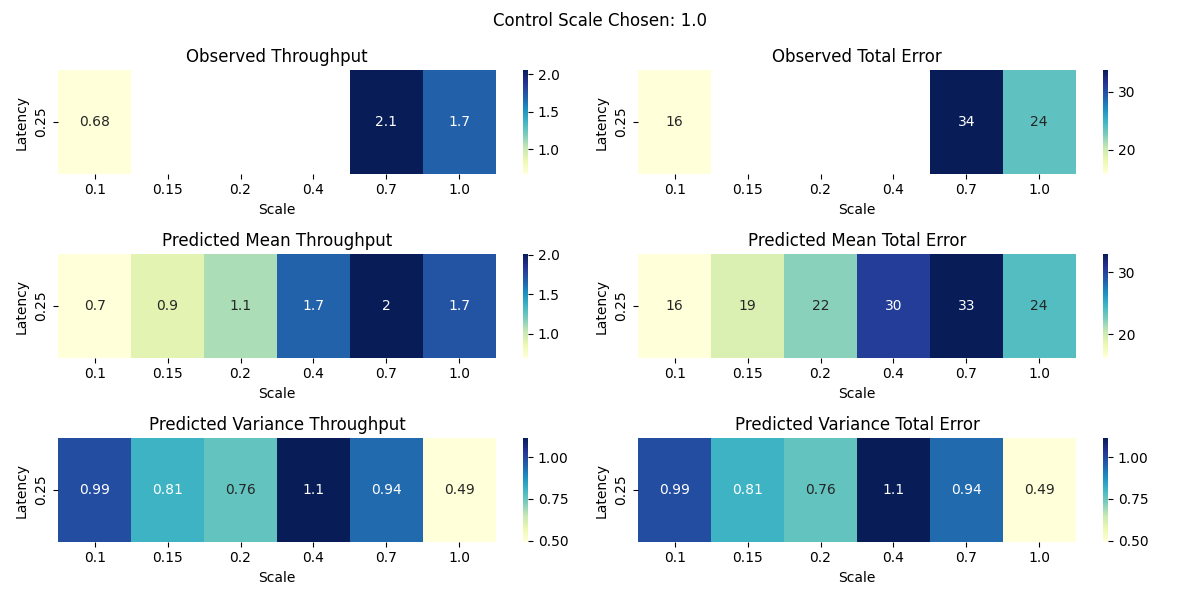 Control Scale Chosen: 1.0
Observed Throughput
Latency
0.25
0.68
2.1
1.7
2.0
1.5
1.0
0.1 0.15 0.2 0.4 0.7 1.0
Scale
Observed Total Error
Latency
0.25
16
34
24
30
20
0.1 0.15 0.2 0.4 0.7 1.0
Scale
Predicted Mean Throughput
Latency
0.25
0.7 0.9 1.1 1.7 2 1.7
2.0
1.5
1.0
0.1 0.15 0.2 0.4 0.7 1.0
Scale
Predicted Mean Total Error
Latency
0.25
16 19 22 30 33 24
30
20
0.1 0.15 0.2 0.4 0.7 1.0
Scale
Predicted Variance Throughput
Latency
0.25
0.99 0.81 0.76 1.1 0.94 0.49
1.00
0.75
0.50
0.1 0.15 0.2 0.4 0.7 1.0
Scale
Predicted Variance Total Error
Latency
0.25
0.99 0.81 0.76 1.1 0.94 0.49
1.00
0.75
0.50
0.1 0.15 0.2 0.4 0.7 1.0
Scale